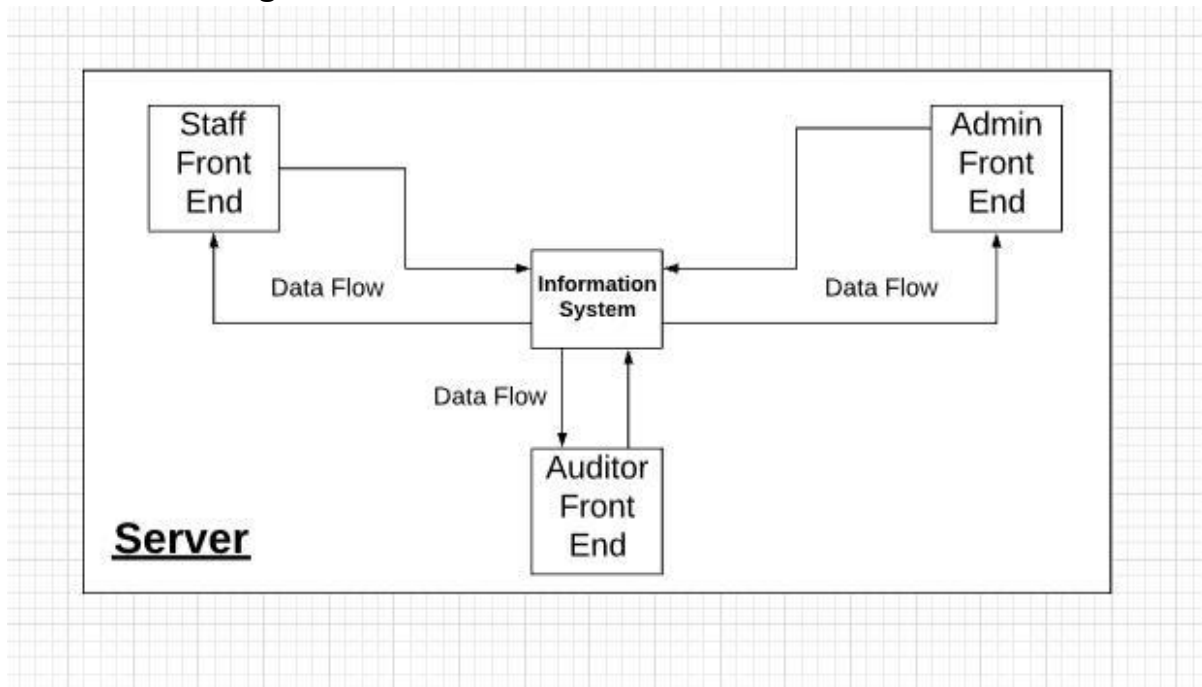 Staff
Front
End
Admin
Front
End
Information
System
Data Flow
Data Flow
Data Flow
Auditor
Front
End
Server